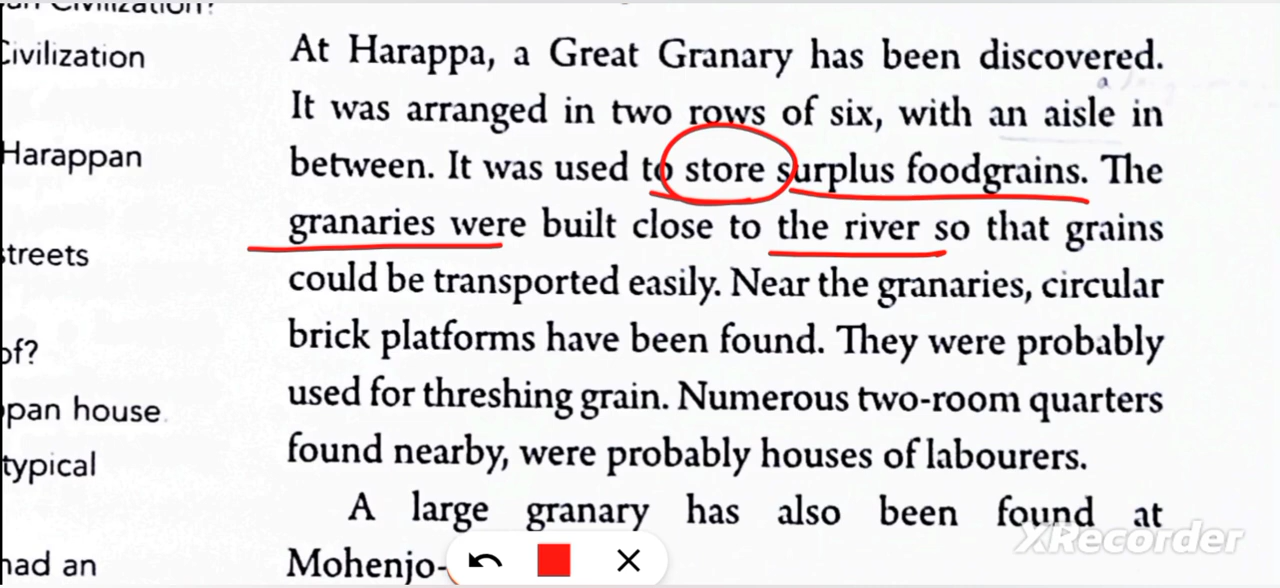 Civilization
Harappan
streets
of?
ppan house.
typical
had an
At Harappa, a Great Granary has been discovered.
It was arranged in two rows of six, with an aisle in
between. It was used to store surplus foodgrains. The
granaries were built close to the river so that grains
could be transported easily. Near the granaries, circular
brick platforms have been found. They were probably
used for threshing grain. Numerous two-room quarters
found nearby, were probably houses of labourers.
A large granary has also been found at
Mohenjo-
XRecorder